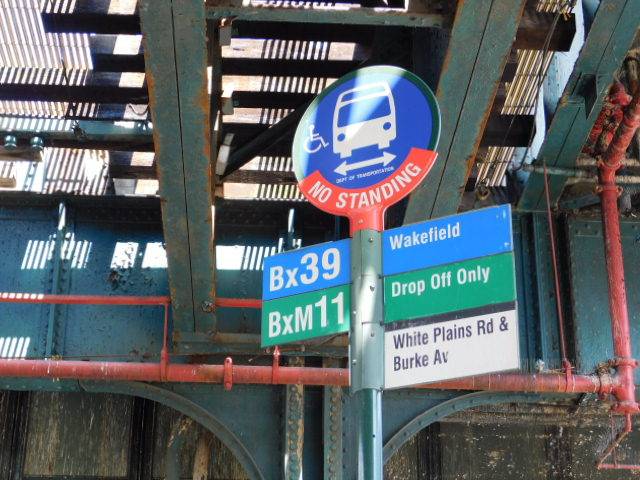 DEPT OF TRANSPORTATION
NO STANDING
Bx39 Wakefield
BxM11 Drop Off Only
White Plains Rd &
Burke Av